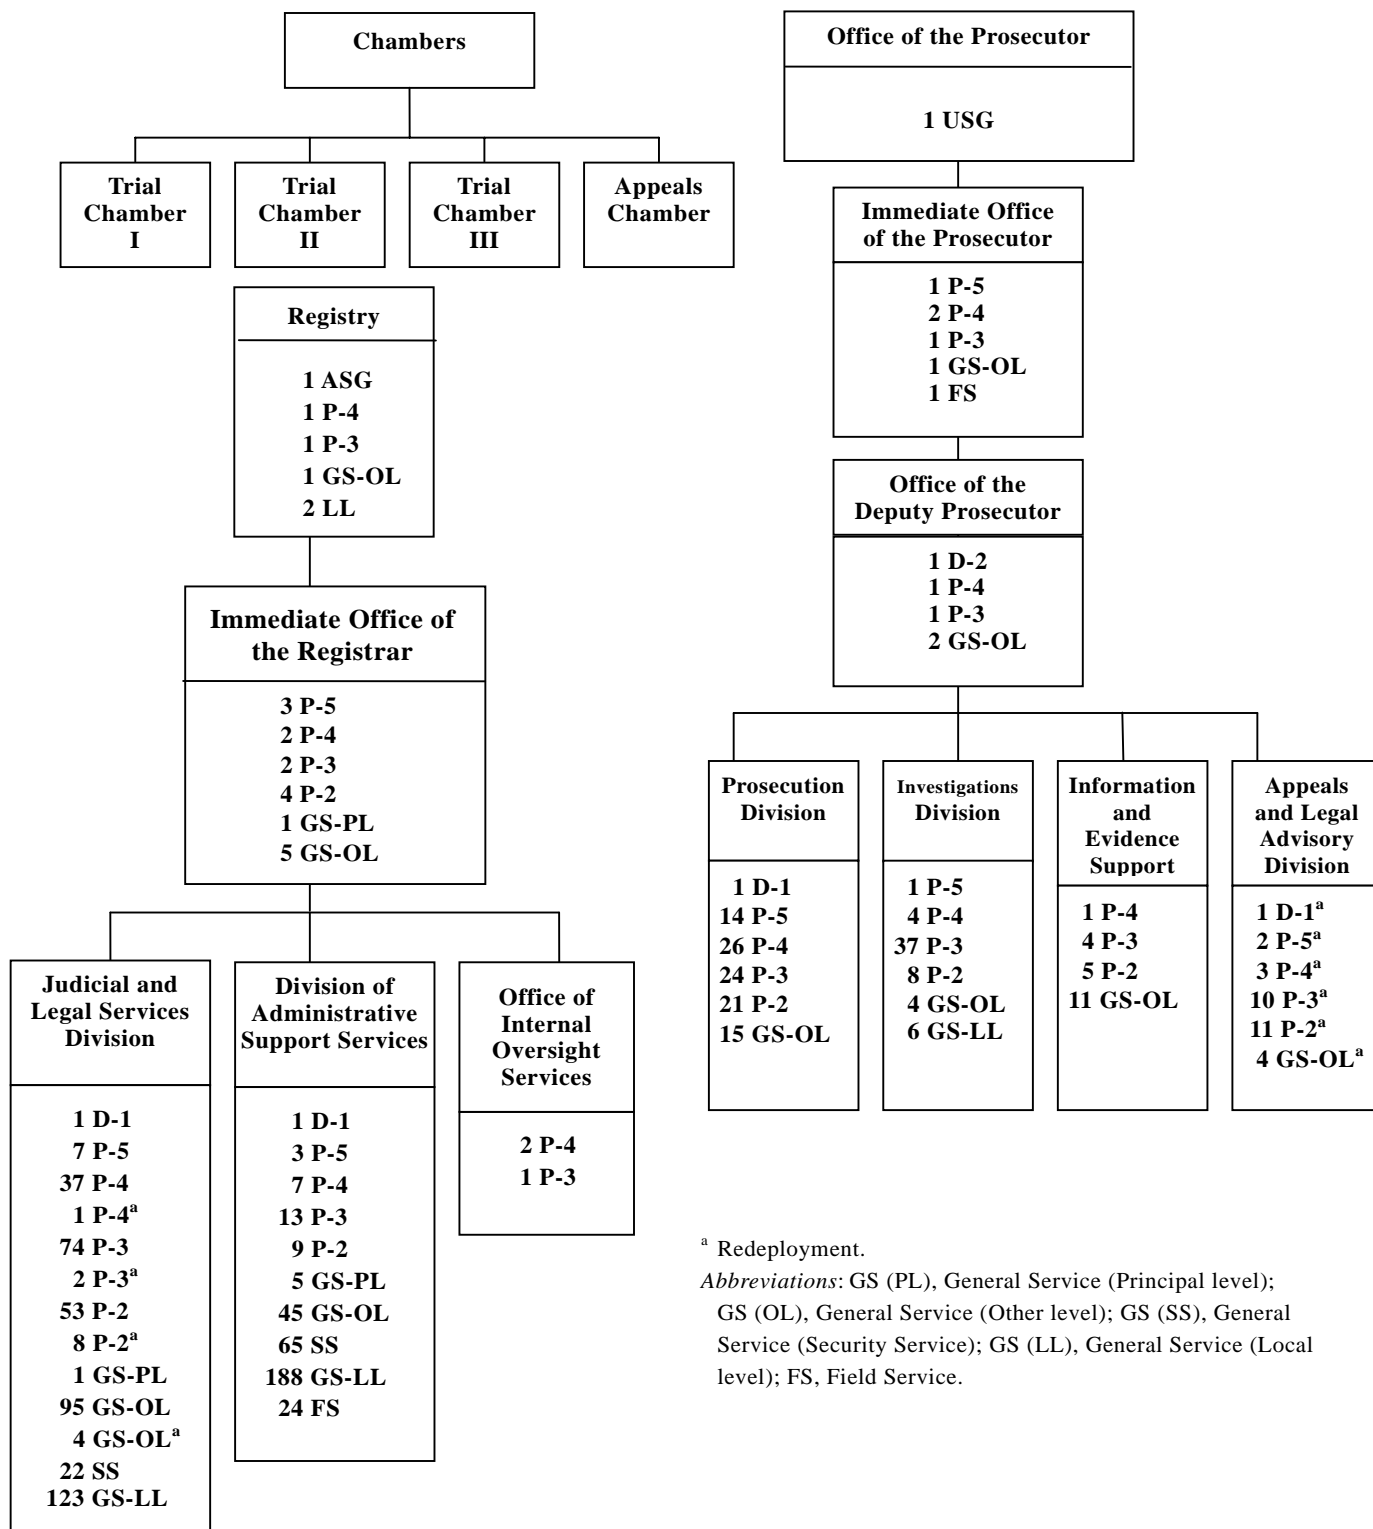 Chambers
Trial
Chamber
I
Trial
Chamber
II
Trial
Chamber
III
Appeals
Chamber
Registry
1 ASG
1 P-4
1 P-3
1 GS-OL
2 LL
Immediate Office of
the Registrar
3 P-5
2 P-4
2 P-3
4 P-2
1 GS-PL
5 GS-OL
Judicial and
Legal Services
Division
1 D-1
7 P-5
37 P-4
1 P-4a
74 P-3
2 P-3a
53 P-2
8 P-2a
1 GS-PL
95 GS-OL
4 GS-OLa
22 SS
123 GS-LL
Division of
Administrative
Support Services
1 D-1
3 P-5
7 P-4
13 P-3
9 P-2
5 GS-PL
45 GS-OL
65 SS
188 GS-LL
24 FS
Office of
Internal
Oversight
Services
2 P-4
1 P-3
Office of the Prosecutor
1 USG
Immediate Office
of the Prosecutor
1 P-5
2 P-4
1 P-3
1 GS-OL
1 FS
Office of the
Deputy Prosecutor
1 D-2
1 P-4
1 P-3
2 GS-OL
Prosecution
Division
1 D-1
14 P-5
26 P-4
24 P-3
21 P-2
15 GS-OL
Investigations
Division
1 P-5
4 P-4
37 P-3
8 P-2
4 GS-OL
6 GS-LL
Information
and
Evidence
Support
1 P-4
4 P-3
5 P-2
11 GS-OL
Appeals
and Legal
Advisory
Division
1 D-1a
2 P-5a
3 P-4a
10 P-3a
11 P-2a
4 GS-OLa
a Redeployment.
Abbreviations: GS (PL), General Service (Principal level);
GS (OL), General Service (Other level); GS (SS), General
Service (Security Service); GS (LL), General Service (Local
level); FS, Field Service.